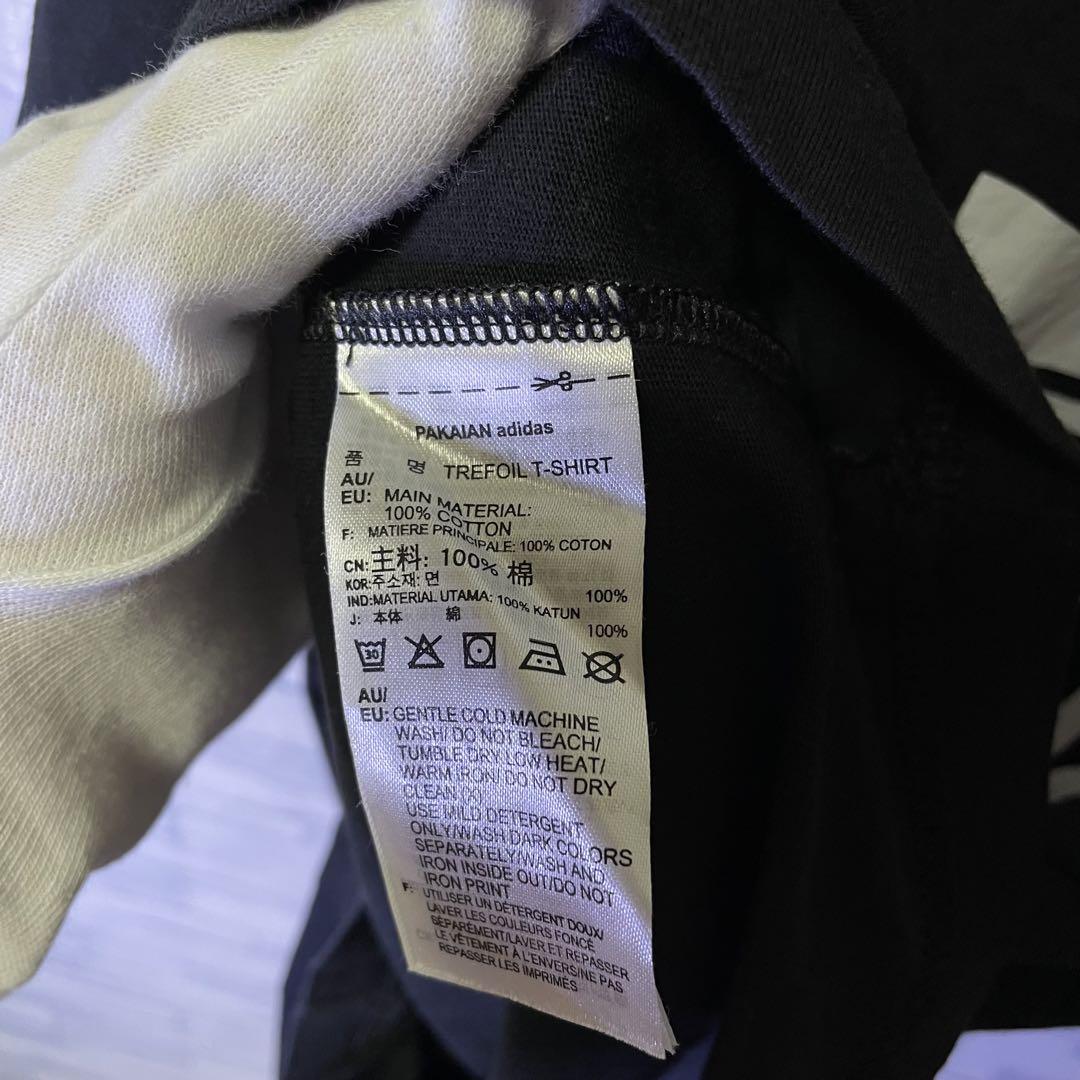 PAKAIAN adidas
품 명 TREFOIL T-SHIRT
AU/
EU: MAIN MATERIAL:
100% COTTON
F: MATIERE PRINCIPALE: 100% COTON
CN: 主料: 100% 棉
KOR: 주소재: 면 100%
IND: MATERIAL UTAMA: 100% KATUN
J: 本体 綿 100%
30
AU/
EU: GENTLE COLD MACHINE
WASH/ DO NOT BLEACH/
TUMBLE DRY LOW HEAT/
WARM IRON/ DO NOT DRY
CLEAN (X)
USE MILD DETERGENT
ONLY/WASH DARK COLORS
SEPARATELY/WASH AND
IRON INSIDE OUT/DO NOT
IRON PRINT
F: UTILISER UN DÉTERGENT DOUX/
LAVER LES COULEURS FONCÉ
SÉPARÉMENT/LAVER ET REPASSER
LE VÊTEMENT À L'ENVERS/NE PAS
REPASSER LES IMPRIMÉS